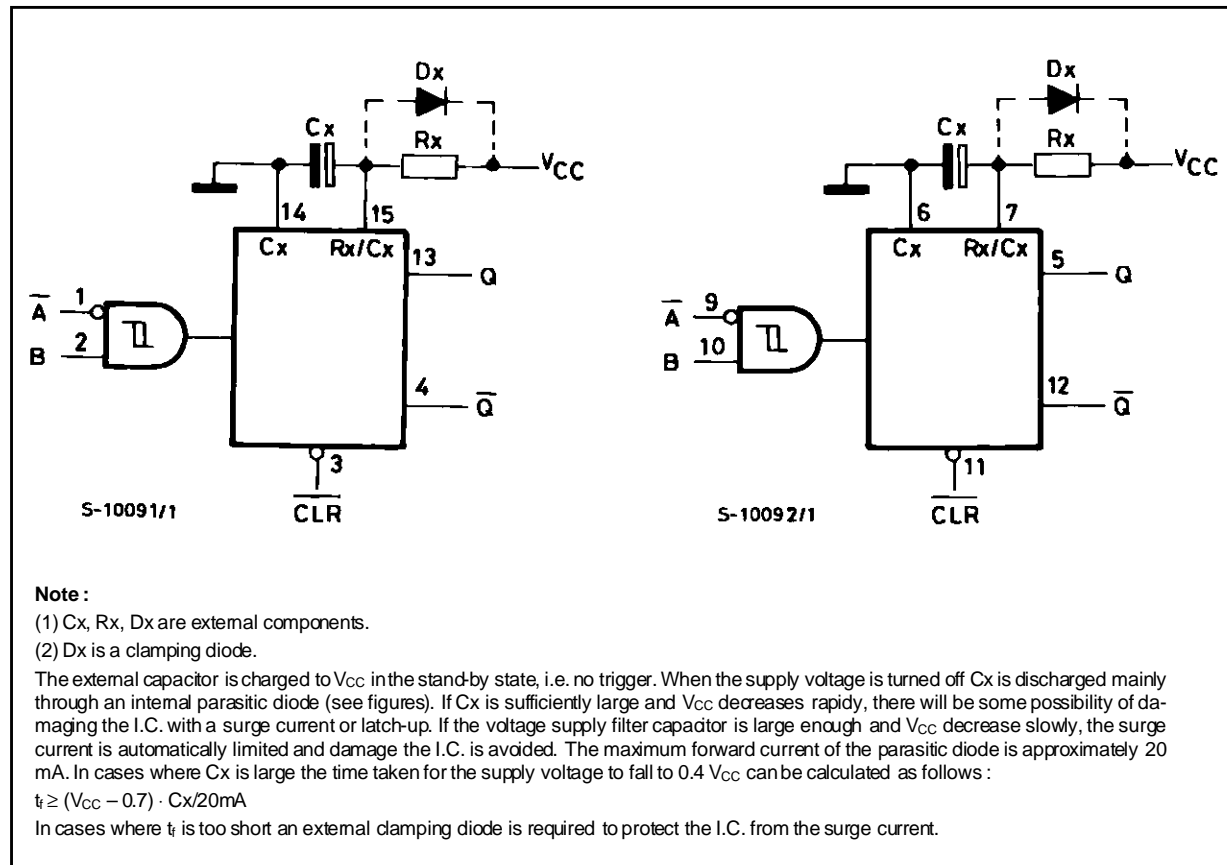 Dx
Cx
Rx
VCC
14
15
Cx
Rx/Cx
13
Q
A̅
1
B
2
4
Q̅
3
C̅L̅R̅
S-10091/1
Dx
Cx
Rx
VCC
6
7
Cx
Rx/Cx
5
Q
A̅
9
B
10
12
Q̅
11
C̅L̅R̅
S-10092/1
Note :
(1) Cx, Rx, Dx are external components.
(2) Dx is a clamping diode.
The external capacitor is charged to VCC in the stand-by state, i.e. no trigger. When the supply voltage is turned off Cx is discharged mainly
through an internal parasitic diode (see figures). If Cx is sufficiently large and VCC decreases rapidly, there will be some possibility of da-
maging the I.C. with a surge current or latch-up. If the voltage supply filter capacitor is large enough and VCC decrease slowly, the surge
current is automatically limited and damage the I.C. is avoided. The maximum forward current of the parasitic diode is approximately 20
mA. In cases where Cx is large the time taken for the supply voltage to fall to 0.4 VCC can be calculated as follows :
tf ≥ (VCC – 0.7) · Cx/20mA
In cases where tf is too short an external clamping diode is required to protect the I.C. from the surge current.